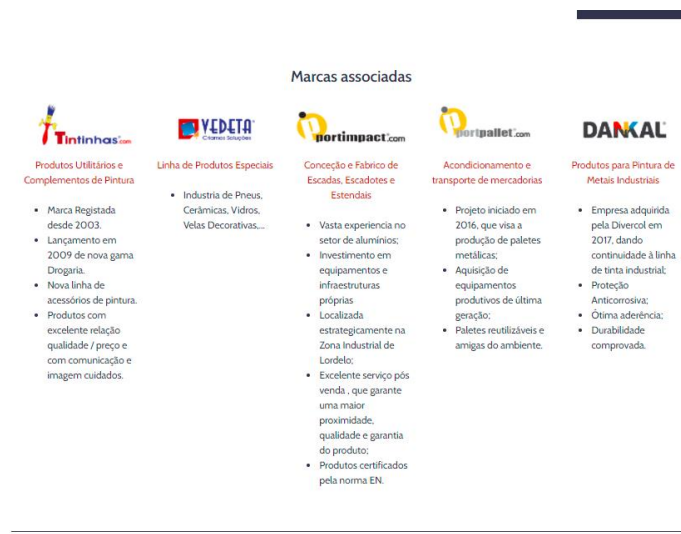 Marcas associadas
Tintinhas.com
Produtos Utilitários e
Complementos de Pintura
• Marca Registada
desde 2003.
• Lançamento em
2009 de nova gama
Drogaria.
• Nova linha de
acessórios de pintura.
• Produtos com
excelente relação
qualidade / preço e
com comunicação e
imagem cuidados.
VEDETA
Criamos Soluções
Linha de Produtos Especiais
• Industria de Pneus,
Cerâmicas, Vidros,
Velas Decorativas,...
portimpact.com
Conceção e Fabrico de
Escadas, Escadotes e
Estendais
• Vasta experiencia no
setor de alumínios;
• Investimento em
equipamentos e
infraestruturas
próprias
• Localizada
estrategicamente na
Zona Industrial de
Lordelo;
• Excelente serviço pós
venda , que garante
uma maior
proximidade,
qualidade e garantia
do produto;
• Produtos certificados
pela norma EN.
portpallet.com
Acondicionamento e
transporte de mercadorias
• Projeto iniciado em
2016, que visa a
produção de paletes
metálicas;
• Aquisição de
equipamentos
produtivos de última
geração;
• Paletes reutilizáveis e
amigas do ambiente.
DANKAL
Produtos para Pintura de
Metais Industriais
• Empresa adquirida
pela Divercol em
2017, dando
continuidade à linha
de tinta industrial;
• Proteção
Anticorrosiva;
• Ótima aderência;
• Durabilidade
comprovada.